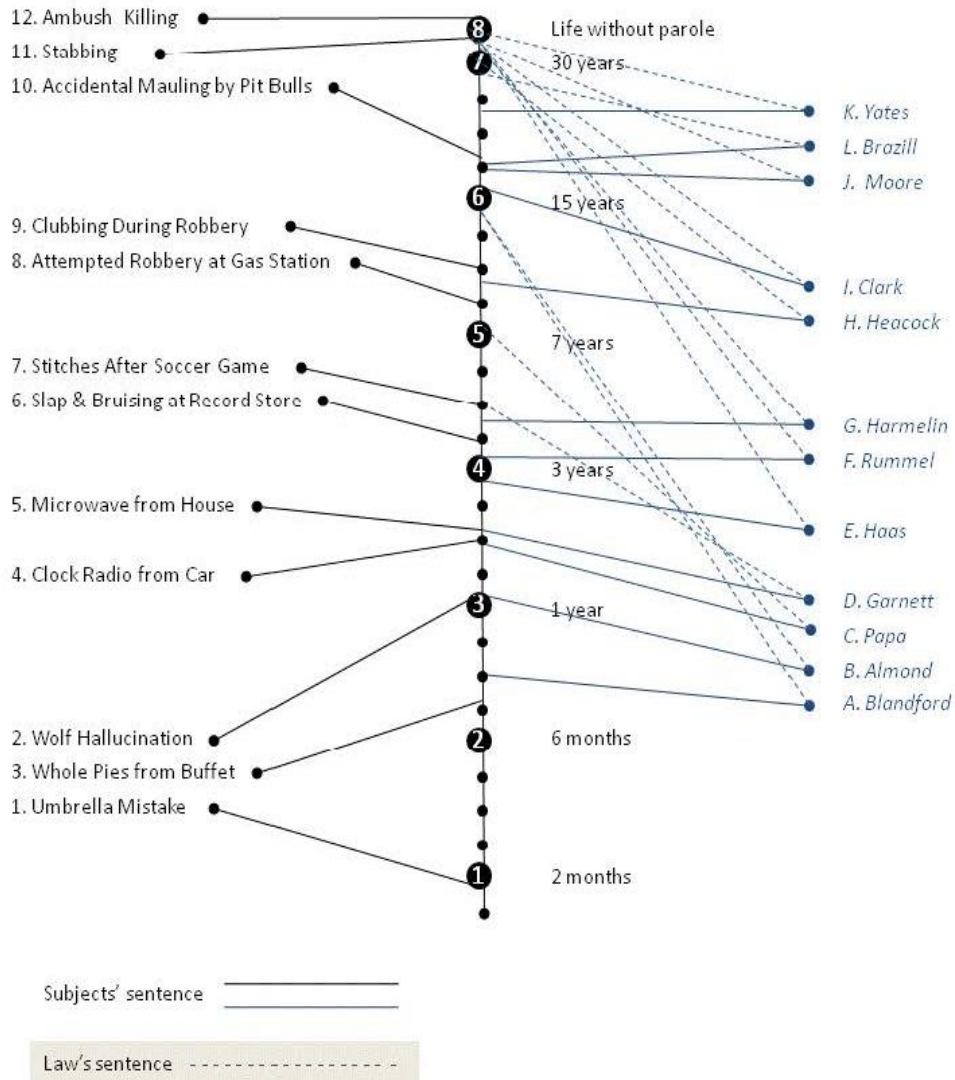 12. Ambush Killing
11. Stabbing
10. Accidental Mauling by Pit Bulls
9. Clubbing During Robbery
8. Attempted Robbery at Gas Station
7. Stitches After Soccer Game
6. Slap & Bruising at Record Store
5. Microwave from House
4. Clock Radio from Car
2. Wolf Hallucination
3. Whole Pies from Buffet
1. Umbrella Mistake
8
7
6
5
4
3
2
1
Life without parole
30 years
15 years
7 years
3 years
1 year
6 months
2 months
K. Yates
L. Brazill
J. Moore
I. Clark
H. Heacock
G. Harmelin
F. Rummel
E. Haas
D. Garnett
C. Papa
B. Almond
A. Blandford
Subjects' sentence
Law's sentence